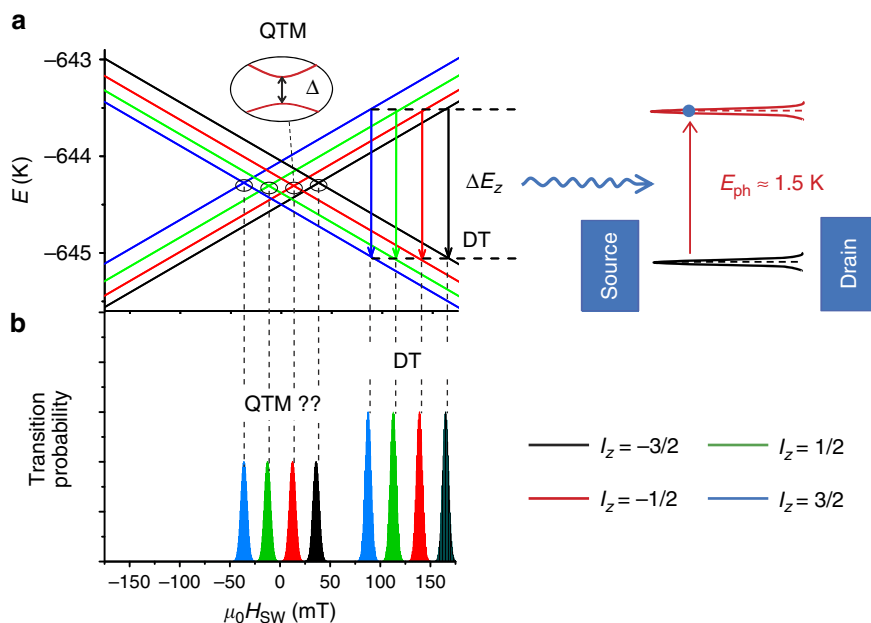 a
QTM
Δ
−643
−644
−645
E (K)
ΔE_z
DT
E_ph ≈ 1.5 K
Source
Drain
b
DT
QTM ??
Transition
probability
−150 −100 −50 0 50 100 150
μ₀H_SW (mT)
I_z = −3/2
I_z = 1/2
I_z = −1/2
I_z = 3/2